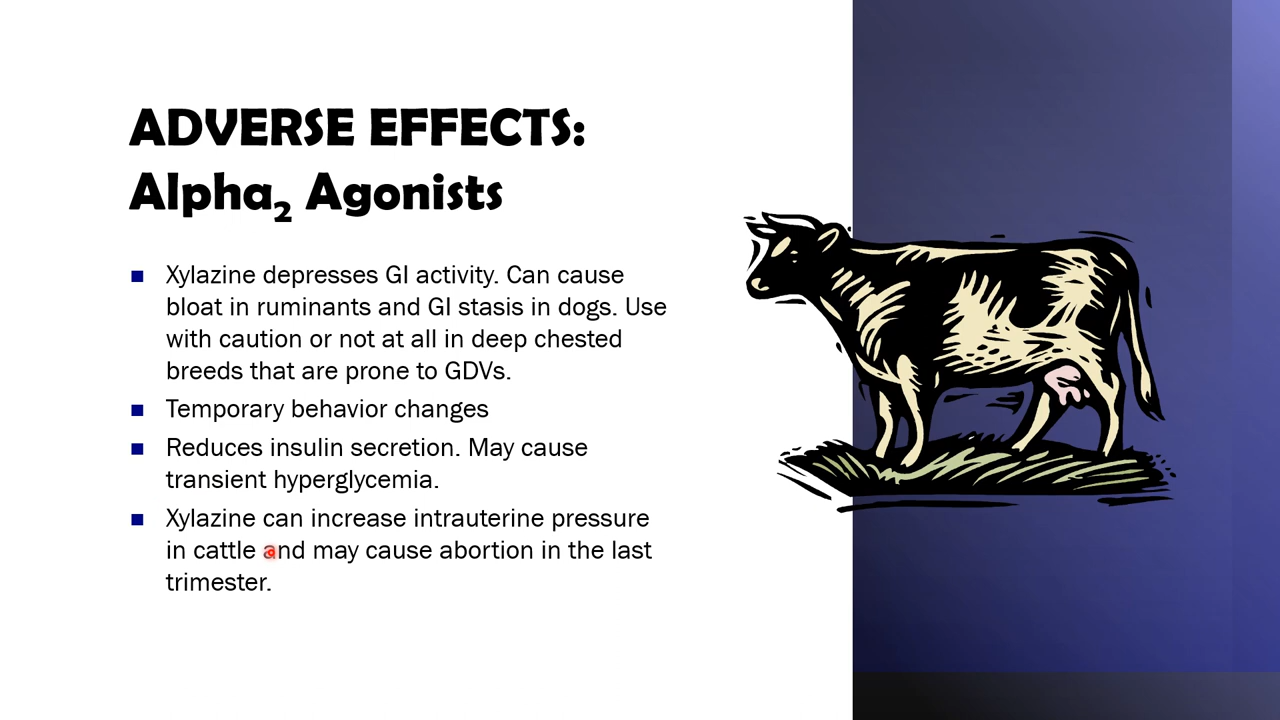 ADVERSE EFFECTS:
Alpha₂ Agonists
Xylazine depresses GI activity. Can cause
bloat in ruminants and GI stasis in dogs. Use
with caution or not at all in deep chested
breeds that are prone to GDVs.
Temporary behavior changes
Reduces insulin secretion. May cause
transient hyperglycemia.
Xylazine can increase intrauterine pressure
in cattle and may cause abortion in the last
trimester.